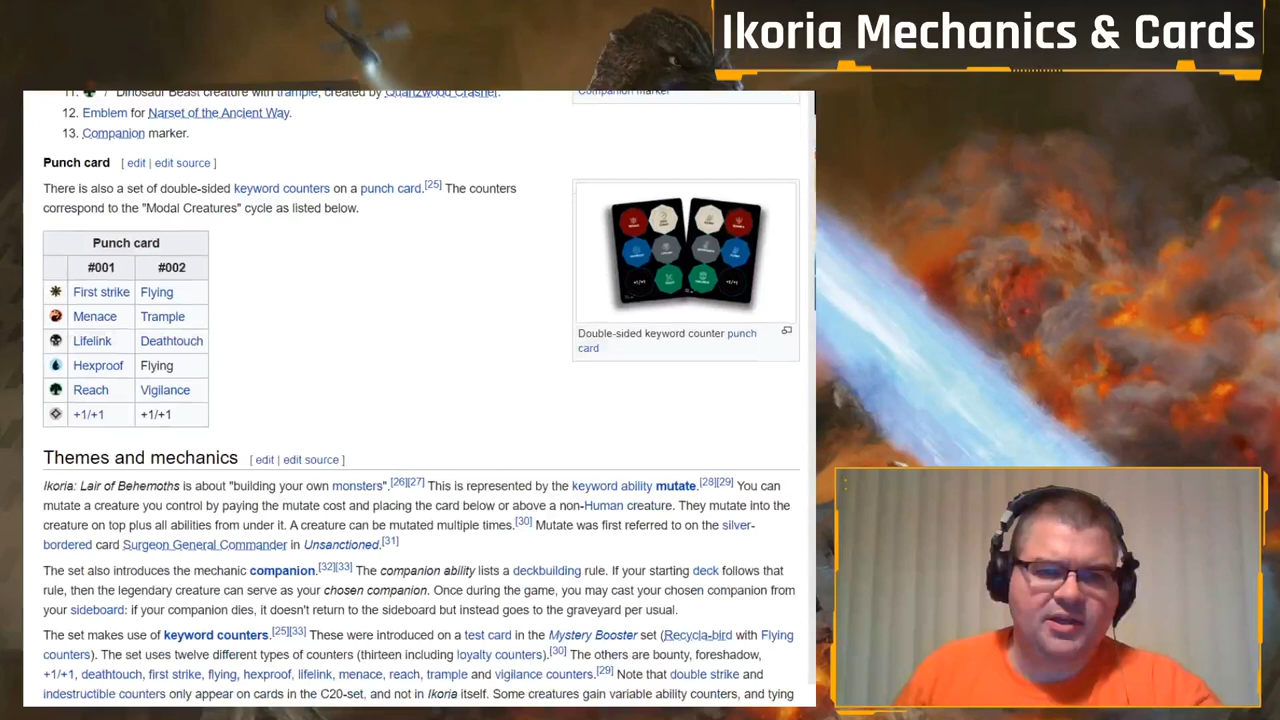 Ikoria Mechanics & Cards
11. / Dinosaur Beast creature with trample, created by Quartzwood Crasher.
Companion marker
12. Emblem for Narset of the Ancient Way.
13. Companion marker.
Punch card [ edit | edit source ]
There is also a set of double-sided keyword counters on a punch card.[25] The counters
correspond to the "Modal Creatures" cycle as listed below.
Punch card
#001 #002
First strike Flying
Menace Trample
Lifelink Deathtouch
Hexproof Flying
Reach Vigilance
+1/+1 +1/+1
Double-sided keyword counter punch
card
Themes and mechanics [ edit | edit source ]
Ikoria: Lair of Behemoths is about "building your own monsters".[26][27] This is represented by the keyword ability mutate.[28][29] You can
mutate a creature you control by paying the mutate cost and placing the card below or above a non-Human creature. They mutate into the
creature on top plus all abilities from under it. A creature can be mutated multiple times.[30] Mutate was first referred to on the silver-
bordered card Surgeon General Commander in Unsanctioned.[31]
The set also introduces the mechanic companion.[32][33] The companion ability lists a deckbuilding rule. If your starting deck follows that
rule, then the legendary creature can serve as your chosen companion. Once during the game, you may cast your chosen companion from
your sideboard: if your companion dies, it doesn't return to the sideboard but instead goes to the graveyard per usual.
The set makes use of keyword counters.[25][33] These were introduced on a test card in the Mystery Booster set (Recycla-bird with Flying
counters). The set uses twelve different types of counters (thirteen including loyalty counters).[30] The others are bounty, foreshadow,
+1/+1, deathtouch, first strike, flying, hexproof, lifelink, menace, reach, trample and vigilance counters.[29] Note that double strike and
indestructible counters only appear on cards in the C20-set, and not in Ikoria itself. Some creatures gain variable ability counters, and tying